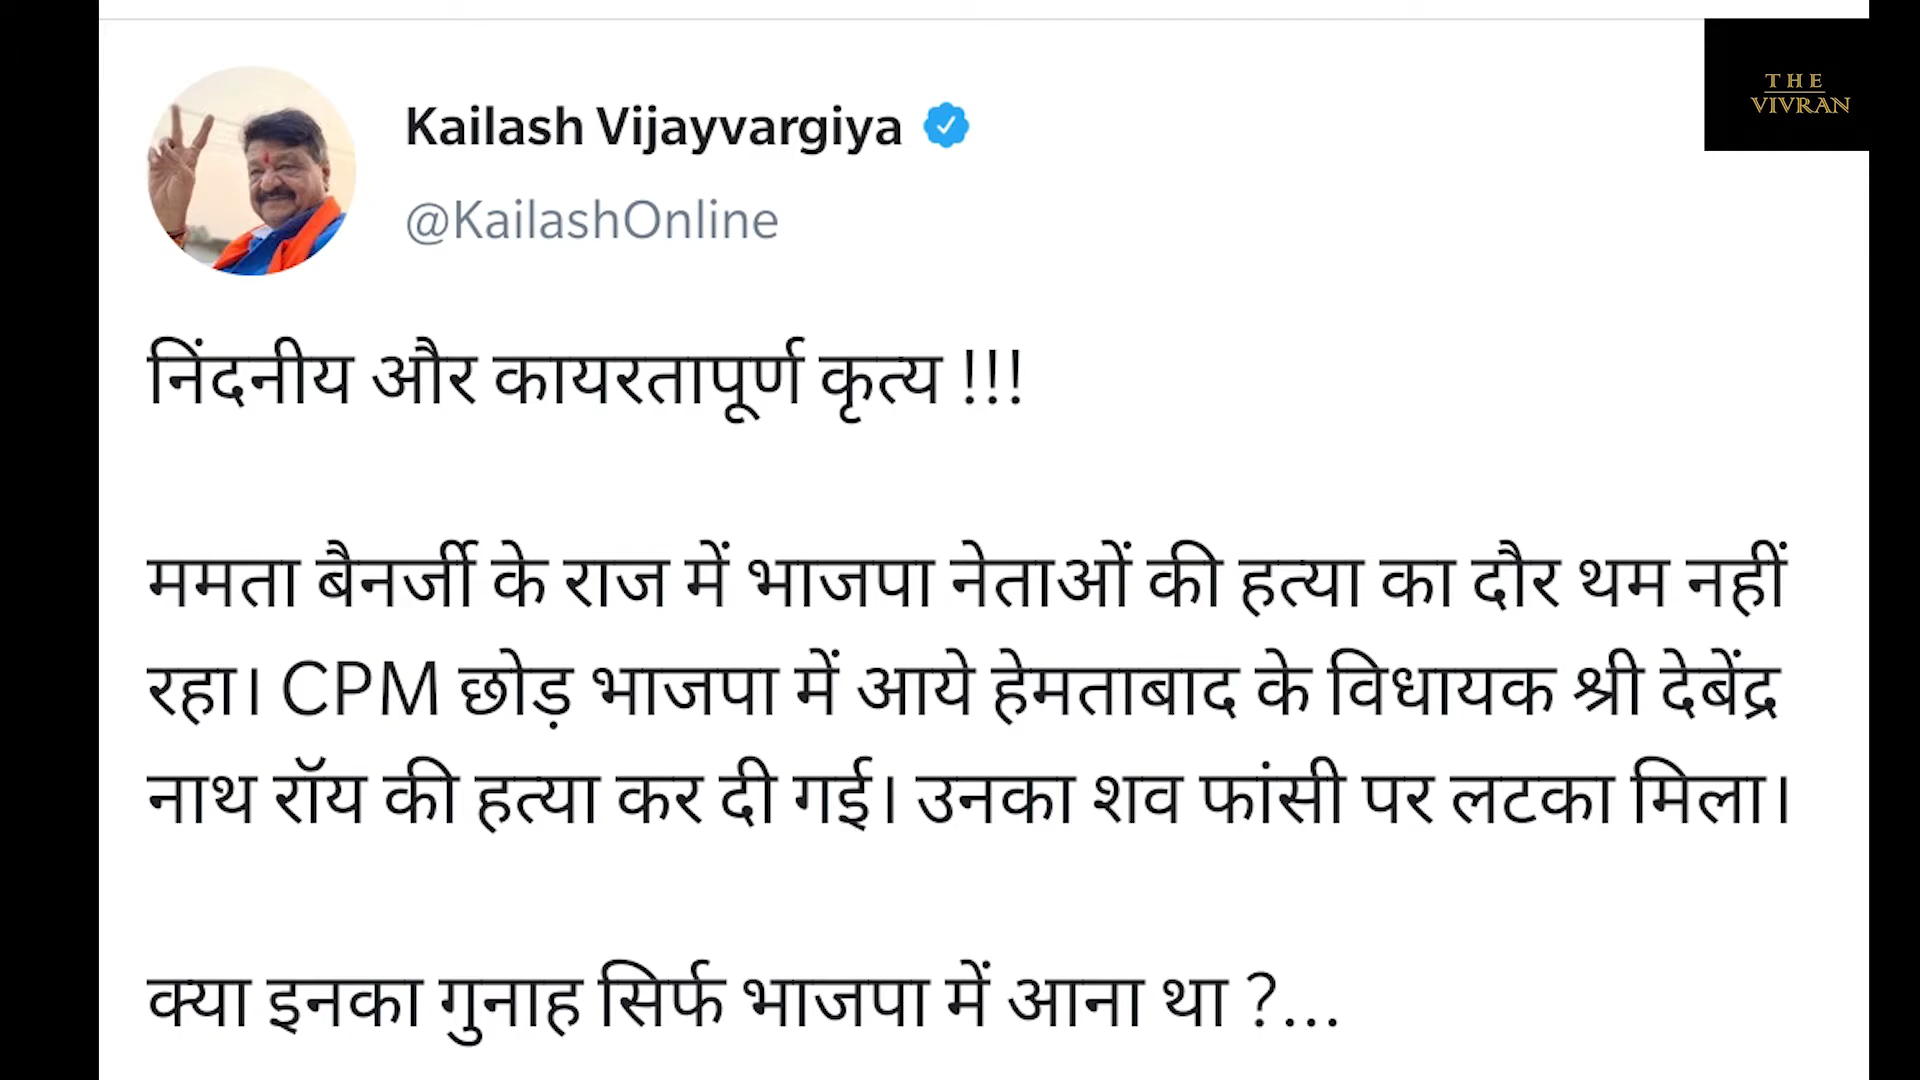 THE
VIVRAN
Kailash Vijayvargiya
@KailashOnline
निंदनीय और कायरतापूर्ण कृत्य !!!
ममता बैनर्जी के राज में भाजपा नेताओं की हत्या का दौर थम नहीं
रहा। CPM छोड़ भाजपा में आये हेमताबाद के विधायक श्री देबेंद्र
नाथ रॉय की हत्या कर दी गई। उनका शव फांसी पर लटका मिला।
क्या इनका गुनाह सिर्फ भाजपा में आना था ?...